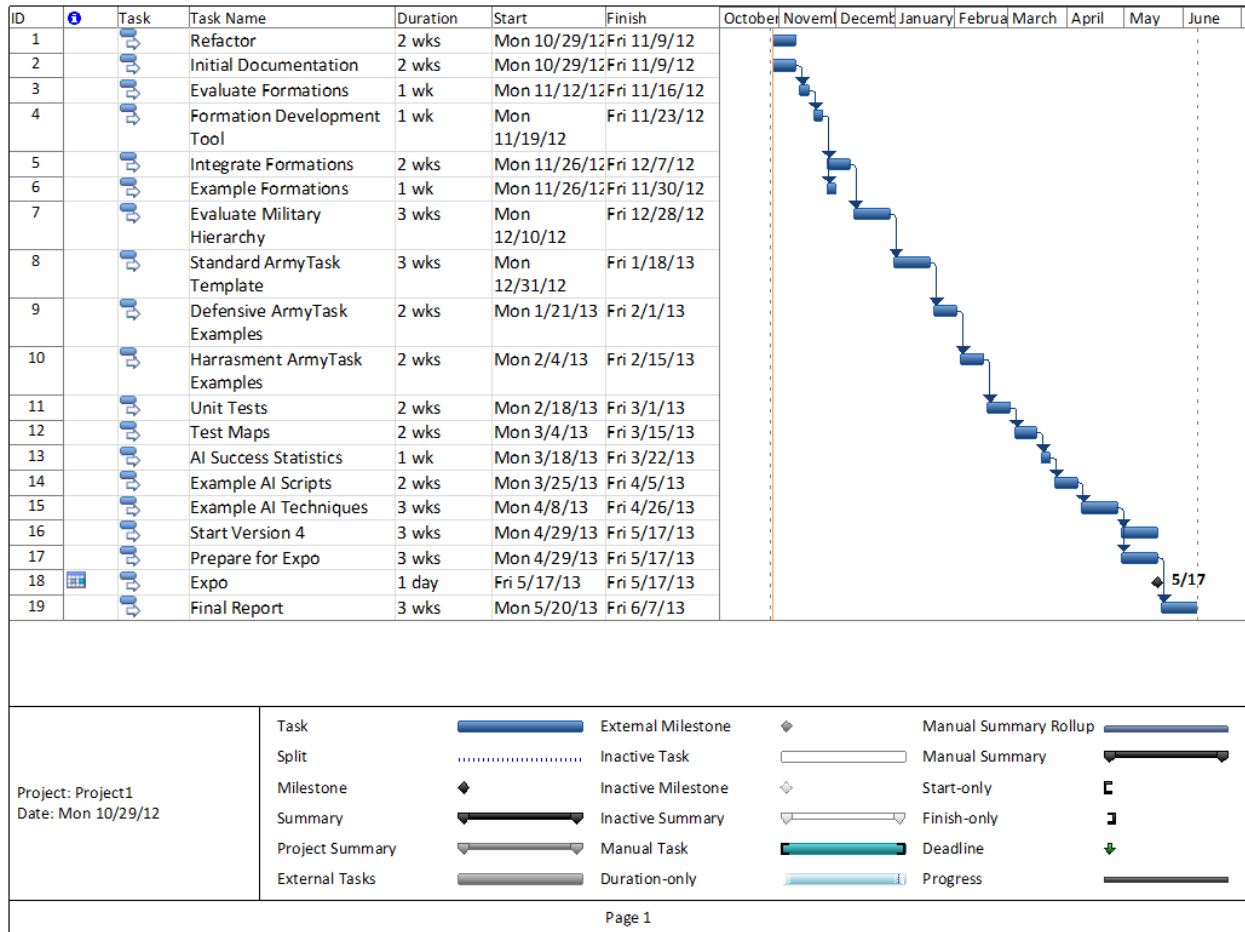 ID Task Task Name Duration Start Finish October Noveml Decemb January Februa March April May June
1 Refactor 2 wks Mon 10/29/12 Fri 11/9/12
2 Initial Documentation 2 wks Mon 10/29/12 Fri 11/9/12
3 Evaluate Formations 1 wk Mon 11/12/12 Fri 11/16/12
4 Formation Development 1 wk Mon Fri 11/23/12
Tool 11/19/12
5 Integrate Formations 2 wks Mon 11/26/12 Fri 12/7/12
6 Example Formations 1 wk Mon 11/26/12 Fri 11/30/12
7 Evaluate Military 3 wks Mon Fri 12/28/12
Hierarchy 12/10/12
8 Standard ArmyTask 3 wks Mon Fri 1/18/13
Template 12/31/12
9 Defensive ArmyTask 2 wks Mon 1/21/13 Fri 2/1/13
Examples
10 Harrasment ArmyTask 2 wks Mon 2/4/13 Fri 2/15/13
Examples
11 Unit Tests 2 wks Mon 2/18/13 Fri 3/1/13
12 Test Maps 2 wks Mon 3/4/13 Fri 3/15/13
13 AI Success Statistics 1 wk Mon 3/18/13 Fri 3/22/13
14 Example AI Scripts 2 wks Mon 3/25/13 Fri 4/5/13
15 Example AI Techniques 3 wks Mon 4/8/13 Fri 4/26/13
16 Start Version 4 3 wks Mon 4/29/13 Fri 5/17/13
17 Prepare for Expo 3 wks Mon 4/29/13 Fri 5/17/13
18 Expo 1 day Fri 5/17/13 Fri 5/17/13 5/17
19 Final Report 3 wks Mon 5/20/13 Fri 6/7/13
Project: Project1
Date: Mon 10/29/12
Task External Milestone Manual Summary Rollup
Split Inactive Task Manual Summary
Milestone Inactive Milestone Start-only
Summary Inactive Summary Finish-only
Project Summary Manual Task Deadline
External Tasks Duration-only Progress
Page 1